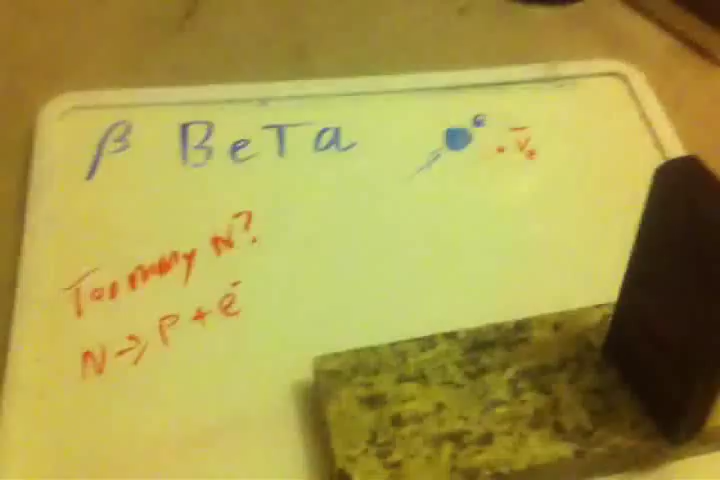 β BeTa
e
ν̄e
Too many N?
N → P + e⁻